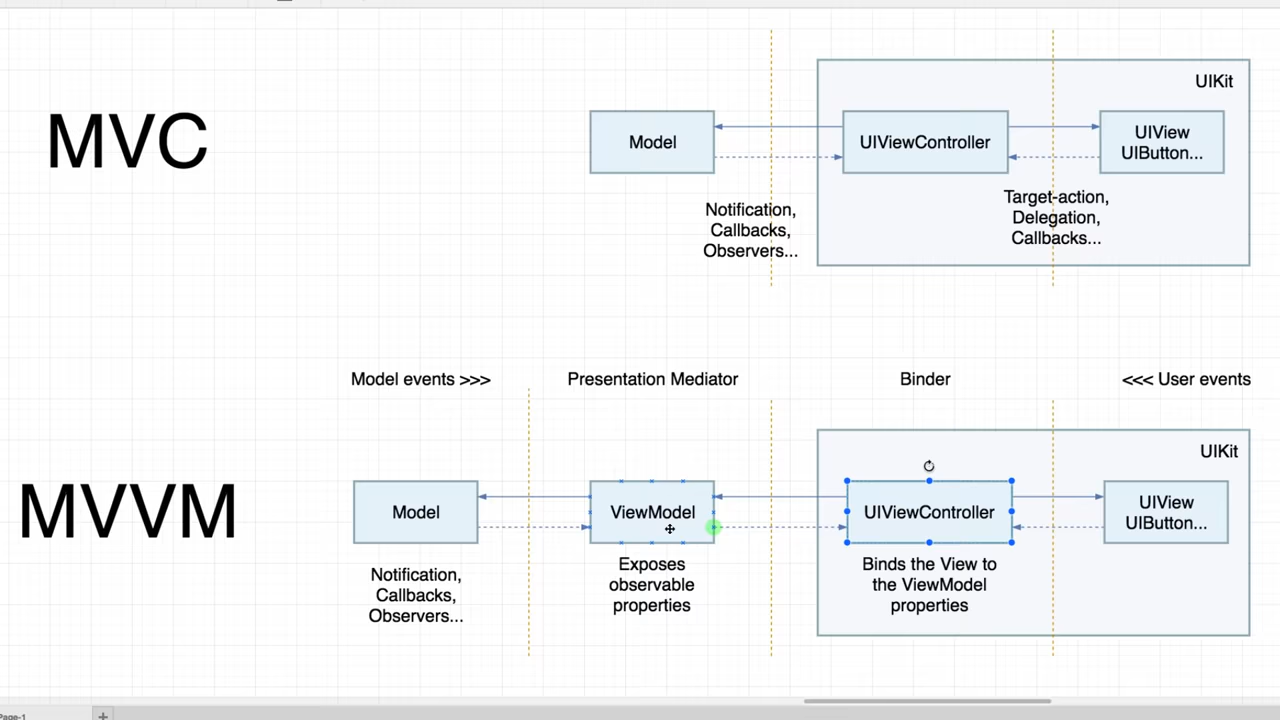 MVC
UIKit
Model
UIViewController
UIView
UIButton...
Notification,
Callbacks,
Observers...
Target-action,
Delegation,
Callbacks...
Model events >>>
Presentation Mediator
Binder
<<< User events
MVVM
UIKit
Model
ViewModel
UIViewController
UIView
UIButton...
Notification,
Callbacks,
Observers...
Exposes
observable
properties
Binds the View to
the ViewModel
properties
Page-1